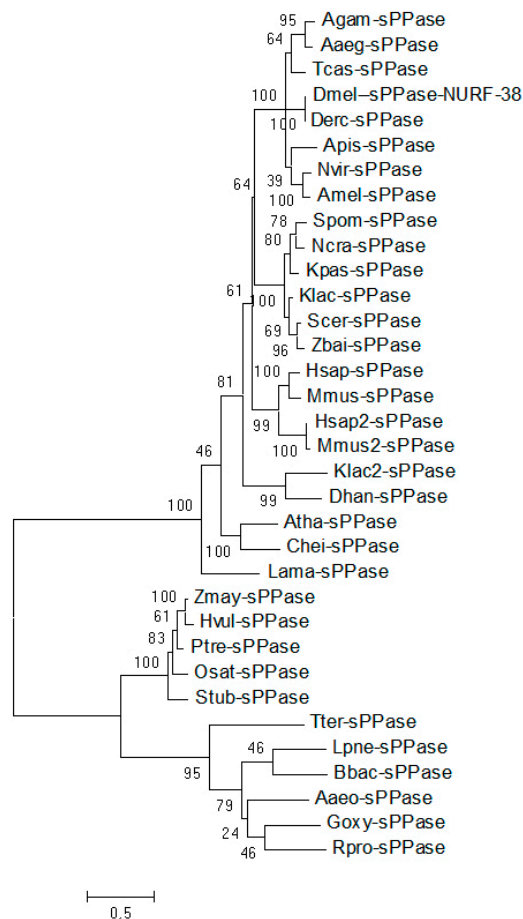 95
Agam-sPPase
64
Aaeg-sPPase
Tcas-sPPase
100
Dmel--sPPase-NURF-38
100
Derc-sPPase
Apis-sPPase
Nvir-sPPase
39
100
Amel-sPPase
64
78
Spom-sPPase
80
Ncra-sPPase
Kpas-sPPase
61
100
Klac-sPPase
Scer-sPPase
69
96
Zbai-sPPase
100
Hsap-sPPase
81
Mmus-sPPase
99
Hsap2-sPPase
100
Mmus2-sPPase
46
Klac2-sPPase
99
Dhan-sPPase
100
Atha-sPPase
100
Chei-sPPase
Lama-sPPase
100
Zmay-sPPase
61
Hvul-sPPase
83
Ptre-sPPase
100
Osat-sPPase
Stub-sPPase
Tter-sPPase
46
Lpne-sPPase
95
Bbac-sPPase
79
Aaeo-sPPase
24
Goxy-sPPase
46
Rpro-sPPase
0.5